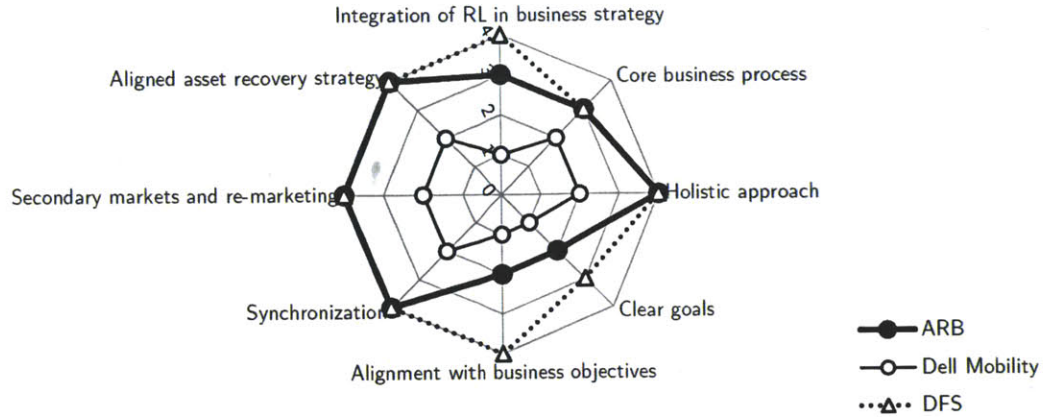 Integration of RL in business strategy
4
Aligned asset recovery strategy
3
Core business process
2
1
Secondary markets and re-marketing
0
Holistic approach
Synchronization
Clear goals
Alignment with business objectives
ARB
Dell Mobility
DFS